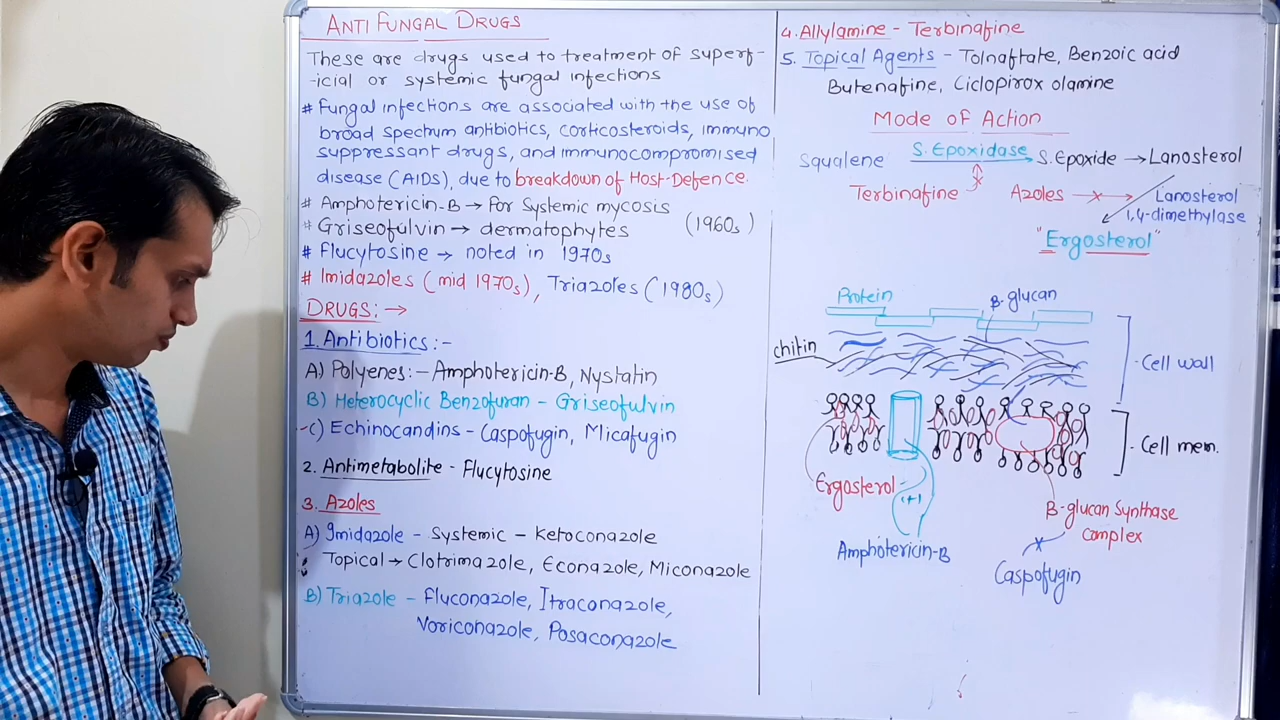 ANTI FUNGAL DRUGS
These are drugs used to treatment of superf-
-icial or systemic fungal infections
# Fungal infections are associated with the use of
broad spectrum antibiotics, corticosteroids, immuno
suppressant drugs, and immunocompromised
disease (AIDS), due to breakdown of Host-Defence.
# Amphotericin-B → For Systemic mycosis
# Griseofulvin → dermatophytes (1960s)
# Flucytosine → noted in 1970s
# Imidazoles (mid 1970s), Triazoles (1980s)
DRUGS: →
1. Antibiotics :-
A) Polyenes: - Amphotericin-B, Nystatin
B) Heterocyclic Benzofuran - Griseofulvin
C) Echinocandins - Caspofugin, Micafugin
2. Antimetabolite - Flucytosine
3. Azoles
A) Imidazole - Systemic - Ketoconazole
Topical → Clotrimazole, Econazole, Miconazole
B) Triazole - Fluconazole, Itraconazole,
Voriconazole, Posaconazole
4. Allylamine - Terbinafine
5. Topical Agents - Tolnaftate, Benzoic acid
Butenafine, Ciclopirox olamine
Mode of Action
Squalene S. Epoxidase S. Epoxide → Lanosterol
Terbinafine Azoles Lanosterol
1,4-dimethylase
"Ergosterol"
Protein B-glucan
chitin
Cell wall
Cell mem.
Ergosterol
(+)
B-glucan Synthase
complex
Amphotericin-B
Caspofugin